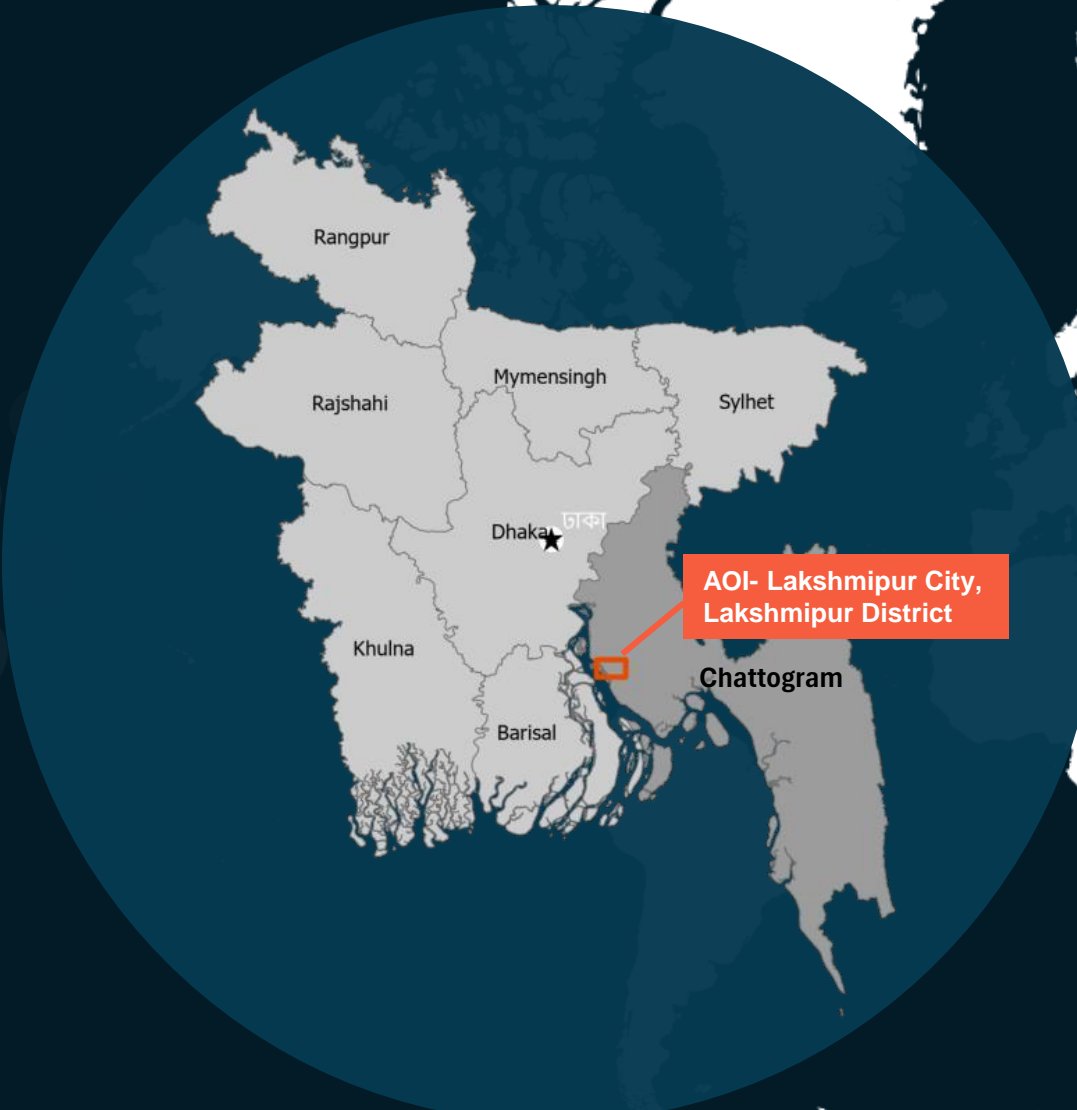 Rangpur
Mymensingh
Rajshahi
Sylhet
Dhaka
ঢাকা
AOI- Lakshmipur City,
Lakshmipur District
Khulna
Chattogram
Barisal